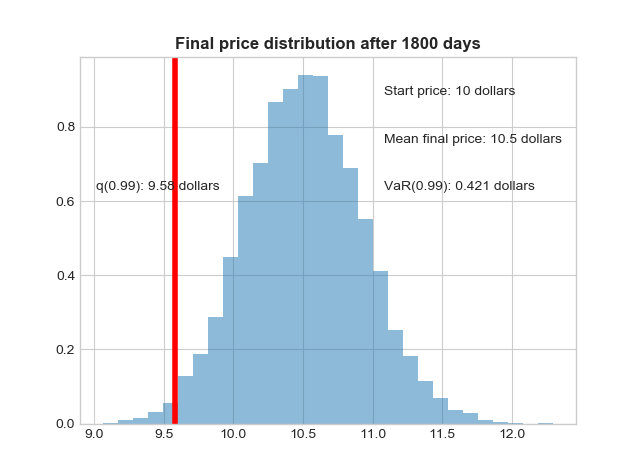 Final price distribution after 1800 days
Start price: 10 dollars
Mean final price: 10.5 dollars
q(0.99): 9.58 dollars
VaR(0.99): 0.421 dollars
0.8
0.6
0.4
0.2
0.0
9.0 9.5 10.0 10.5 11.0 11.5 12.0